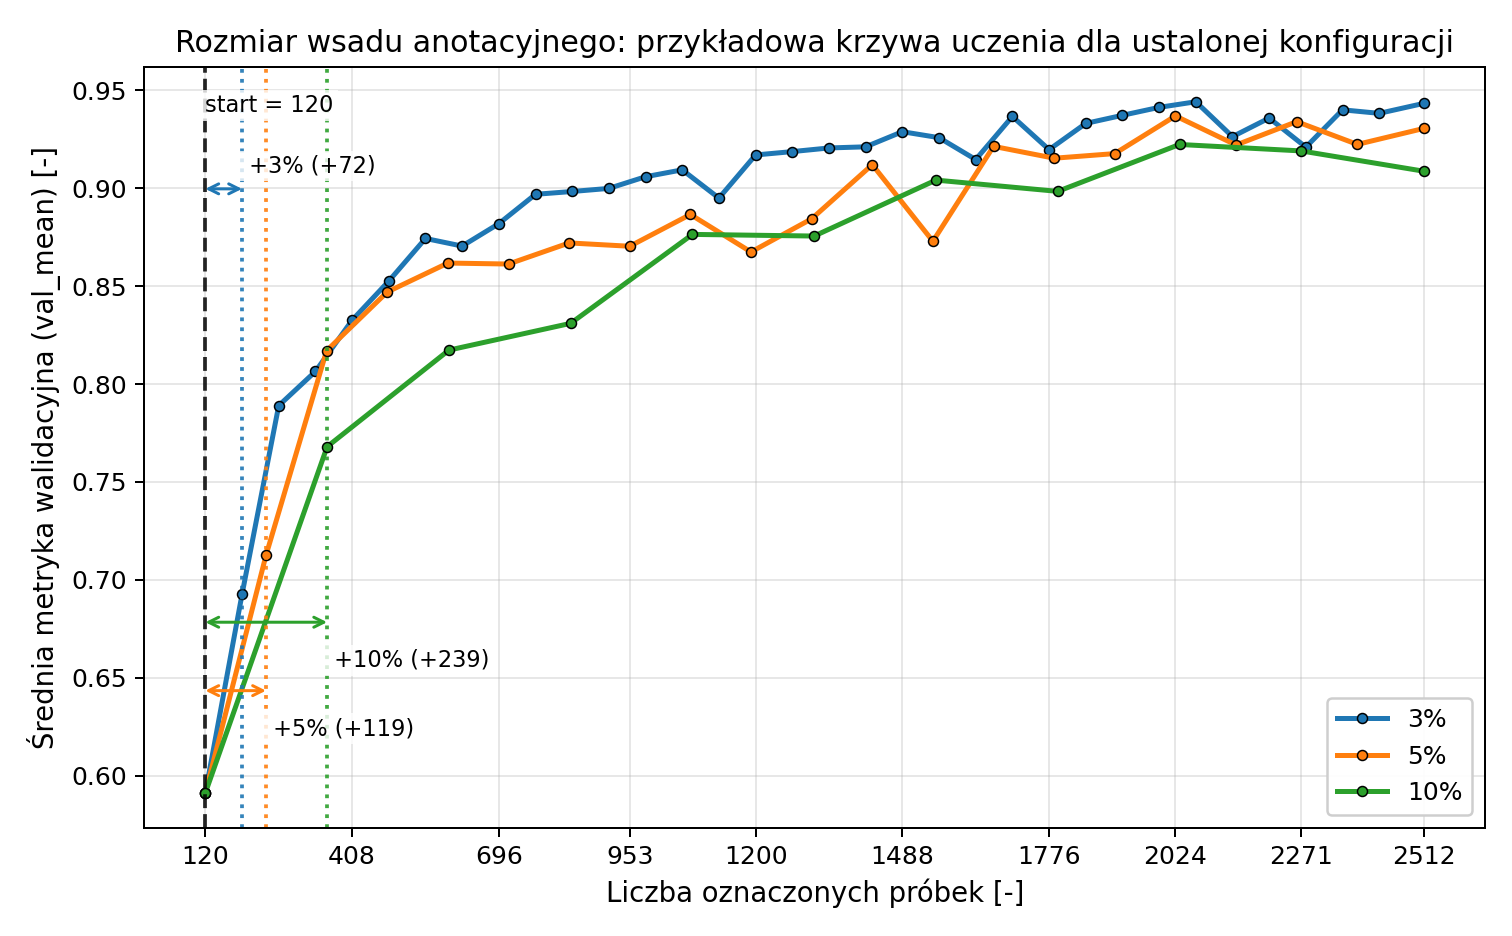 Rozmiar wsadu anotacyjnego: przykładowa krzywa uczenia dla ustalonej konfiguracji
Średnia metryka walidacyjna (val_mean) [-]
0.95
0.90
0.85
0.80
0.75
0.70
0.65
0.60
start = 120
+3% (+72)
+10% (+239)
+5% (+119)
3%
5%
10%
120 408 696 953 1200 1488 1776 2024 2271 2512
Liczba oznaczonych próbek [-]